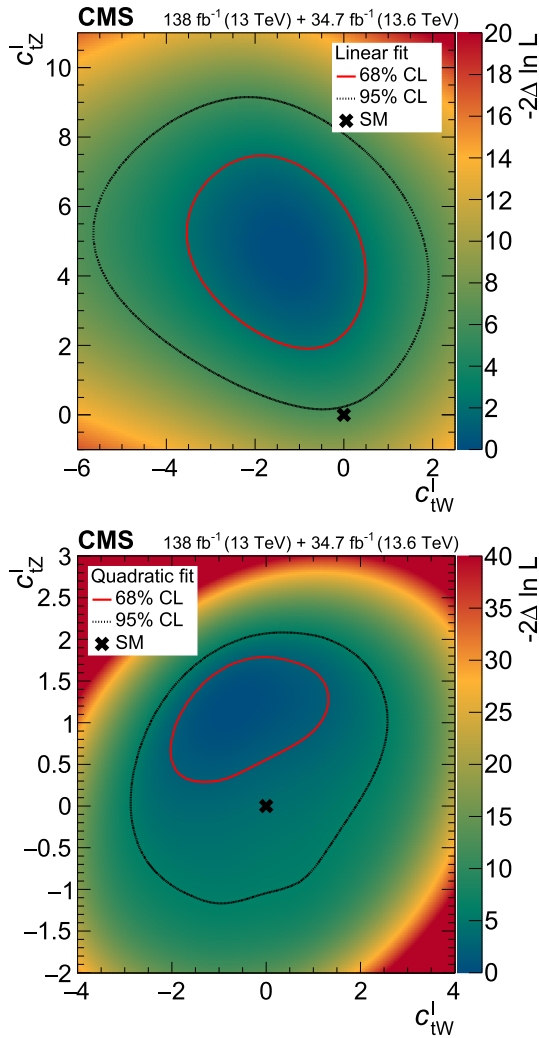 CMS 138 fb⁻¹ (13 TeV) + 34.7 fb⁻¹ (13.6 TeV)
c^I_tZ
Linear fit
68% CL
95% CL
SM
10
8
6
4
2
0
−6 −4 −2 0 2
c^I_tW
20
18
16
14
12
10
8
6
4
2
0
-2Δ ln L
CMS 138 fb⁻¹ (13 TeV) + 34.7 fb⁻¹ (13.6 TeV)
c^I_tZ
Quadratic fit
68% CL
95% CL
SM
3
2.5
2
1.5
1
0.5
0
−0.5
−1
−1.5
−2
−4 −2 0 2 4
c^I_tW
40
35
30
25
20
15
10
5
0
-2Δ ln L